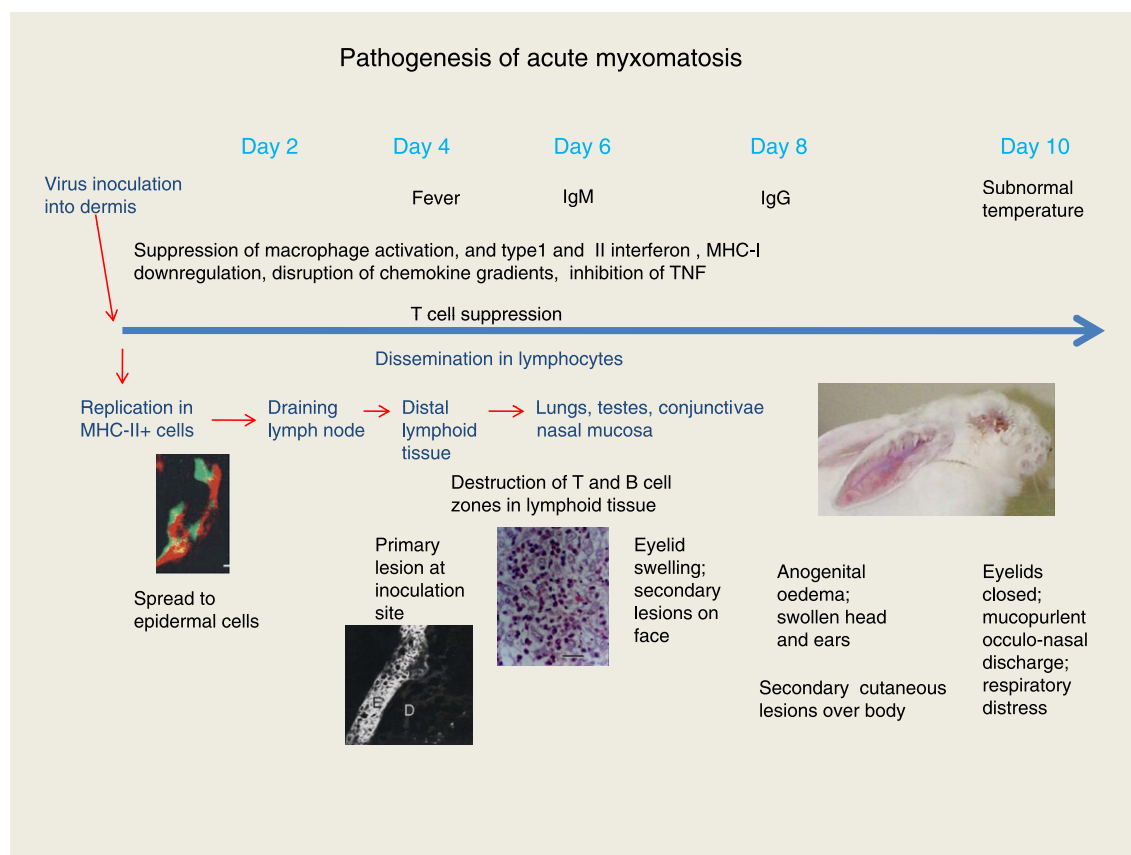 Pathogenesis of acute myxomatosis
Day 2
Day 4
Day 6
Day 8
Day 10
Virus inoculation
into dermis
Fever
IgM
IgG
Subnormal
temperature
Suppression of macrophage activation, and type1 and II interferon , MHC-I
downregulation, disruption of chemokine gradients, inhibition of TNF
T cell suppression
Dissemination in lymphocytes
Replication in
MHC-II+ cells
Draining
lymph node
Distal
lymphoid
tissue
Lungs, testes, conjunctivae
nasal mucosa
Destruction of T and B cell
zones in lymphoid tissue
Spread to
epidermal cells
Primary
lesion at
inoculation
site
E
D
Eyelid
swelling;
secondary
lesions on
face
Anogenital
oedema;
swollen head
and ears
Secondary cutaneous
lesions over body
Eyelids
closed;
mucopurlent
occulo-nasal
discharge;
respiratory
distress